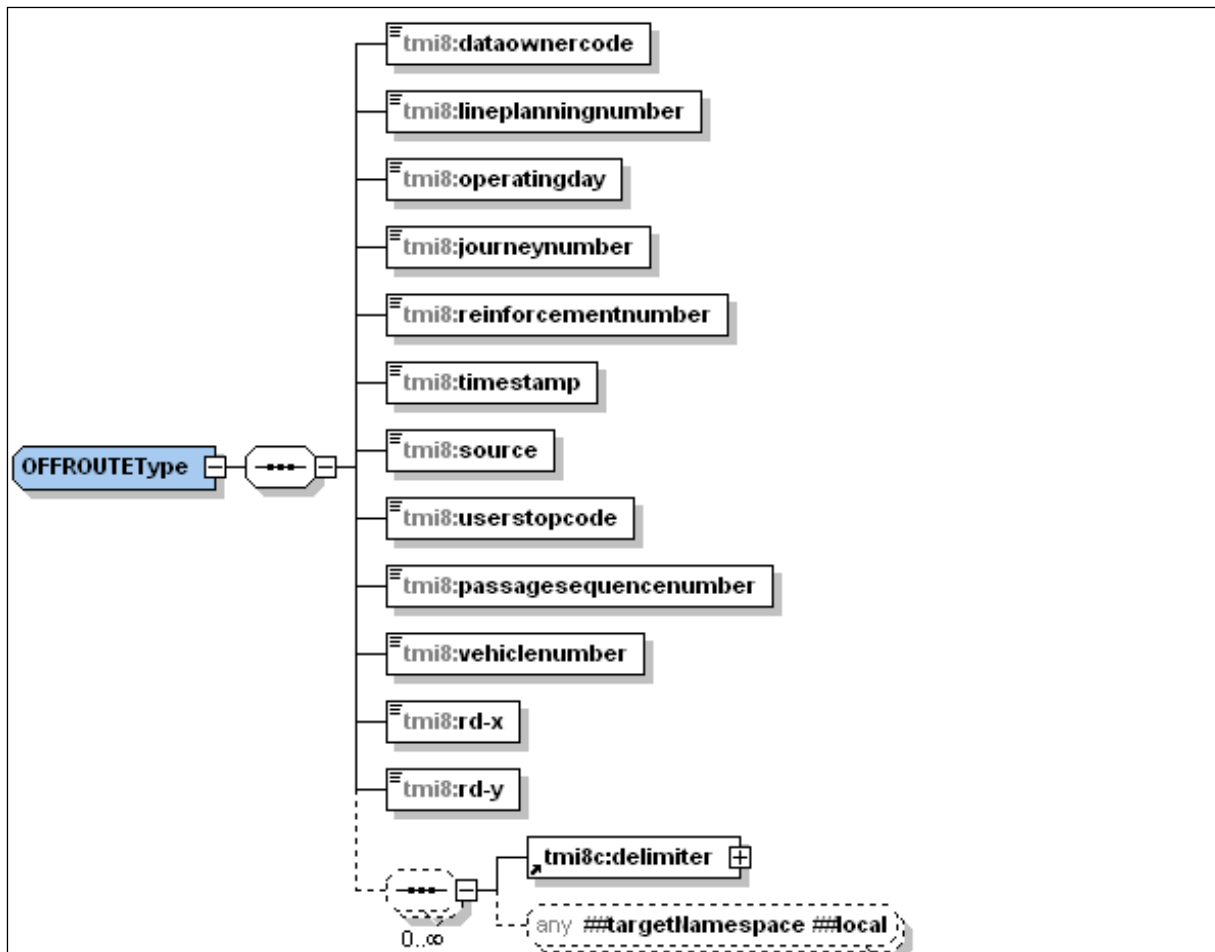 tmi8:dataownercode
tmi8:lineplanningnumber
tmi8:operatingday
tmi8:journeynumber
tmi8:reinforcementnumber
tmi8:timestamp
OFFROUTEType
tmi8:source
tmi8:userstopcode
tmi8:passagesequencenumber
tmi8:vehiclenumber
tmi8:rd-x
tmi8:rd-y
tmi8c:delimiter
0..∞
any ##targetNamespace ##local